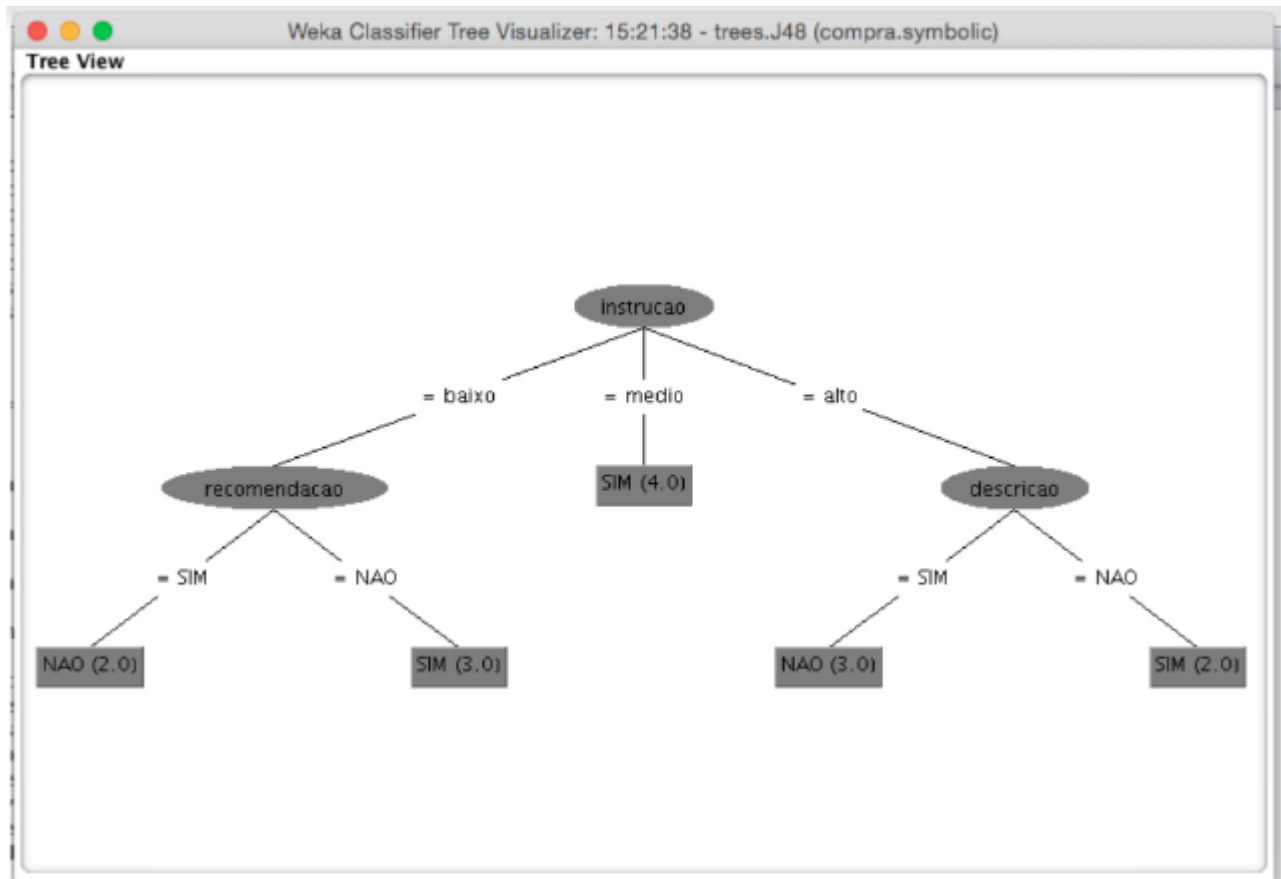 Weka Classifier Tree Visualizer: 15:21:38 - trees.J48 (compra.symbolic)
Tree View
instrucao
= baixo = medio = alto
recomendacao SIM (4.0) descricao
= SIM = NAO = SIM = NAO
NAO (2.0) SIM (3.0) NAO (3.0) SIM (2.0)